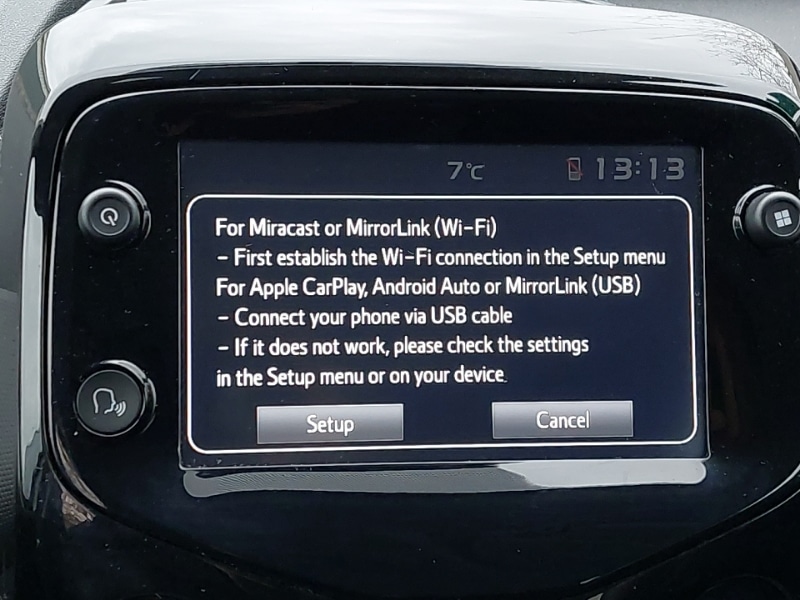 7°C 13:13
For Miracast or MirrorLink (Wi-Fi)
- First establish the Wi-Fi connection in the Setup menu
For Apple CarPlay, Android Auto or MirrorLink (USB)
- Connect your phone via USB cable
- If it does not work, please check the settings
in the Setup menu or on your device.
Setup Cancel